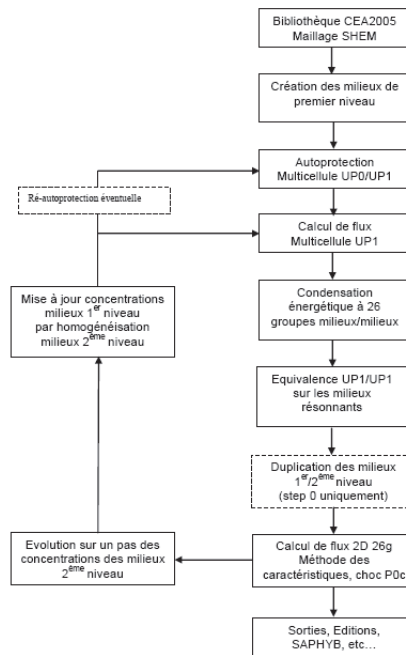 Bibliothèque CEA2005
Maillage SHEM
Création des milieux de
premier niveau
Autoprotection
Multicellule UP0/UP1
Ré-autoprotection éventuelle
Calcul de flux
Multicellule UP1
Mise à jour concentrations
milieux 1er niveau
par homogénéisation
milieux 2ème niveau
Condensation
énergétique à 26
groupes milieu/milieu
Equivalence UP1/UP1
sur les milieux
résonnants
Duplication des milieux
1er/2ème niveau
(step 0 uniquement)
Evolution sur un pas des
concentrations des milieux
2ème niveau
Calcul de flux 2D 26g
Méthode des
caractéristiques, choc P0c
Sorties, Editions,
SAPHYB, etc...